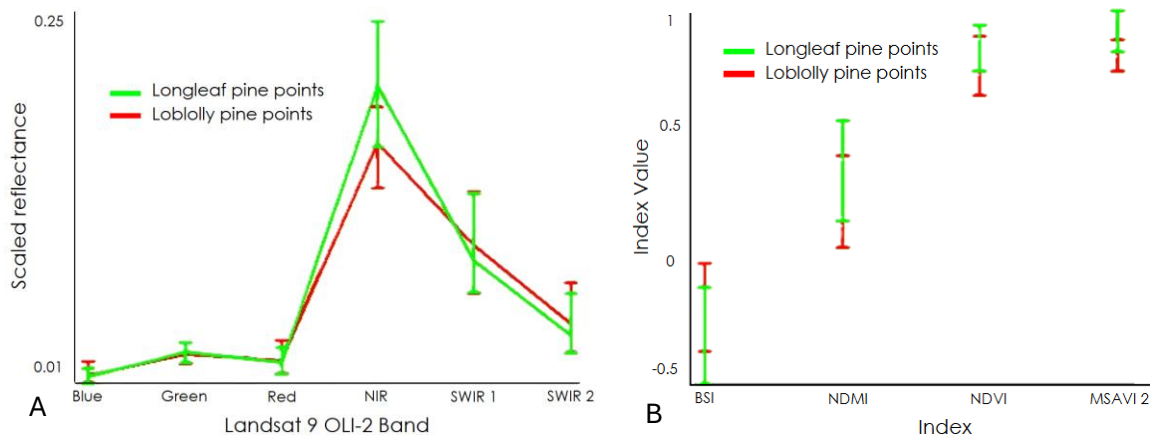 0.25
Longleaf pine points
Loblolly pine points
Scaled reflectance
0.01
Blue Green Red NIR SWIR 1 SWIR 2
A
Landsat 9 OLI-2 Band
1
Longleaf pine points
Loblolly pine points
0.5
Index Value
0
-0.5
BSI NDMI NDVI MSAVI 2
B
Index